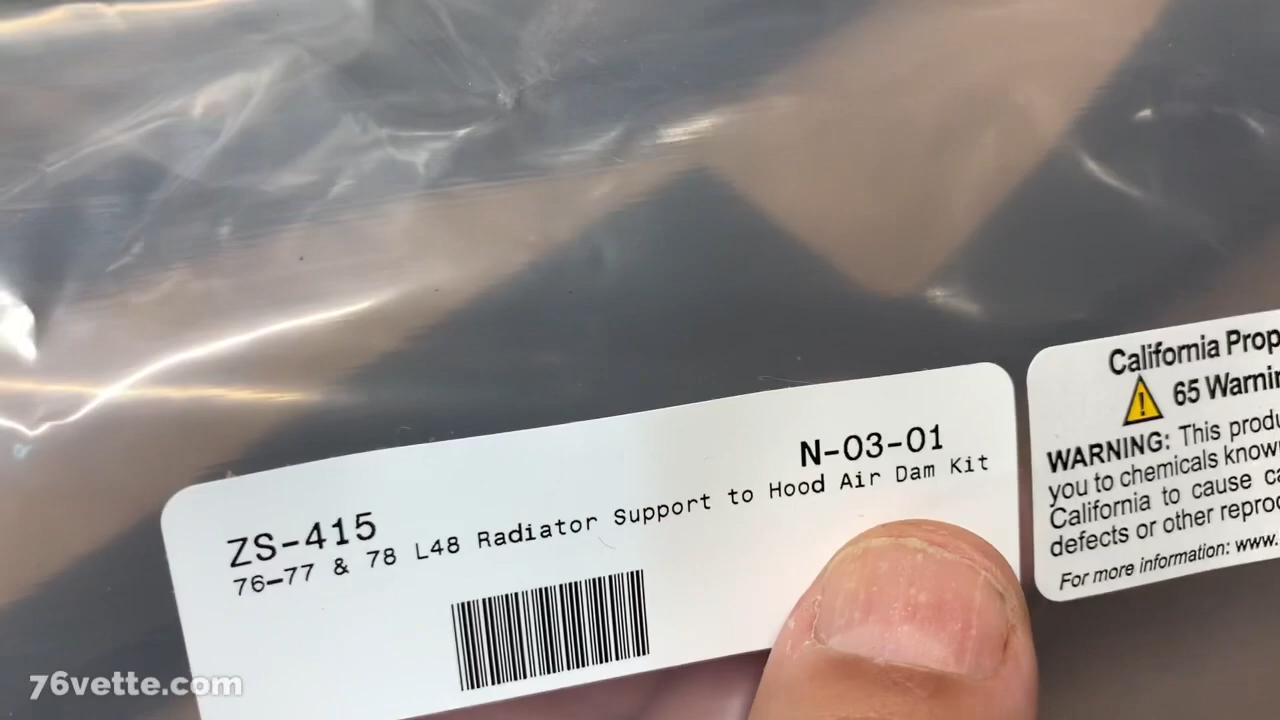 ZS-415
N-03-01
76-77 & 78 L48 Radiator Support to Hood Air Dam Kit
California Prop
65 Warnin
WARNING: This produ
you to chemicals know
California to cause ca
defects or other reproc
For more information: www.
76vette.com